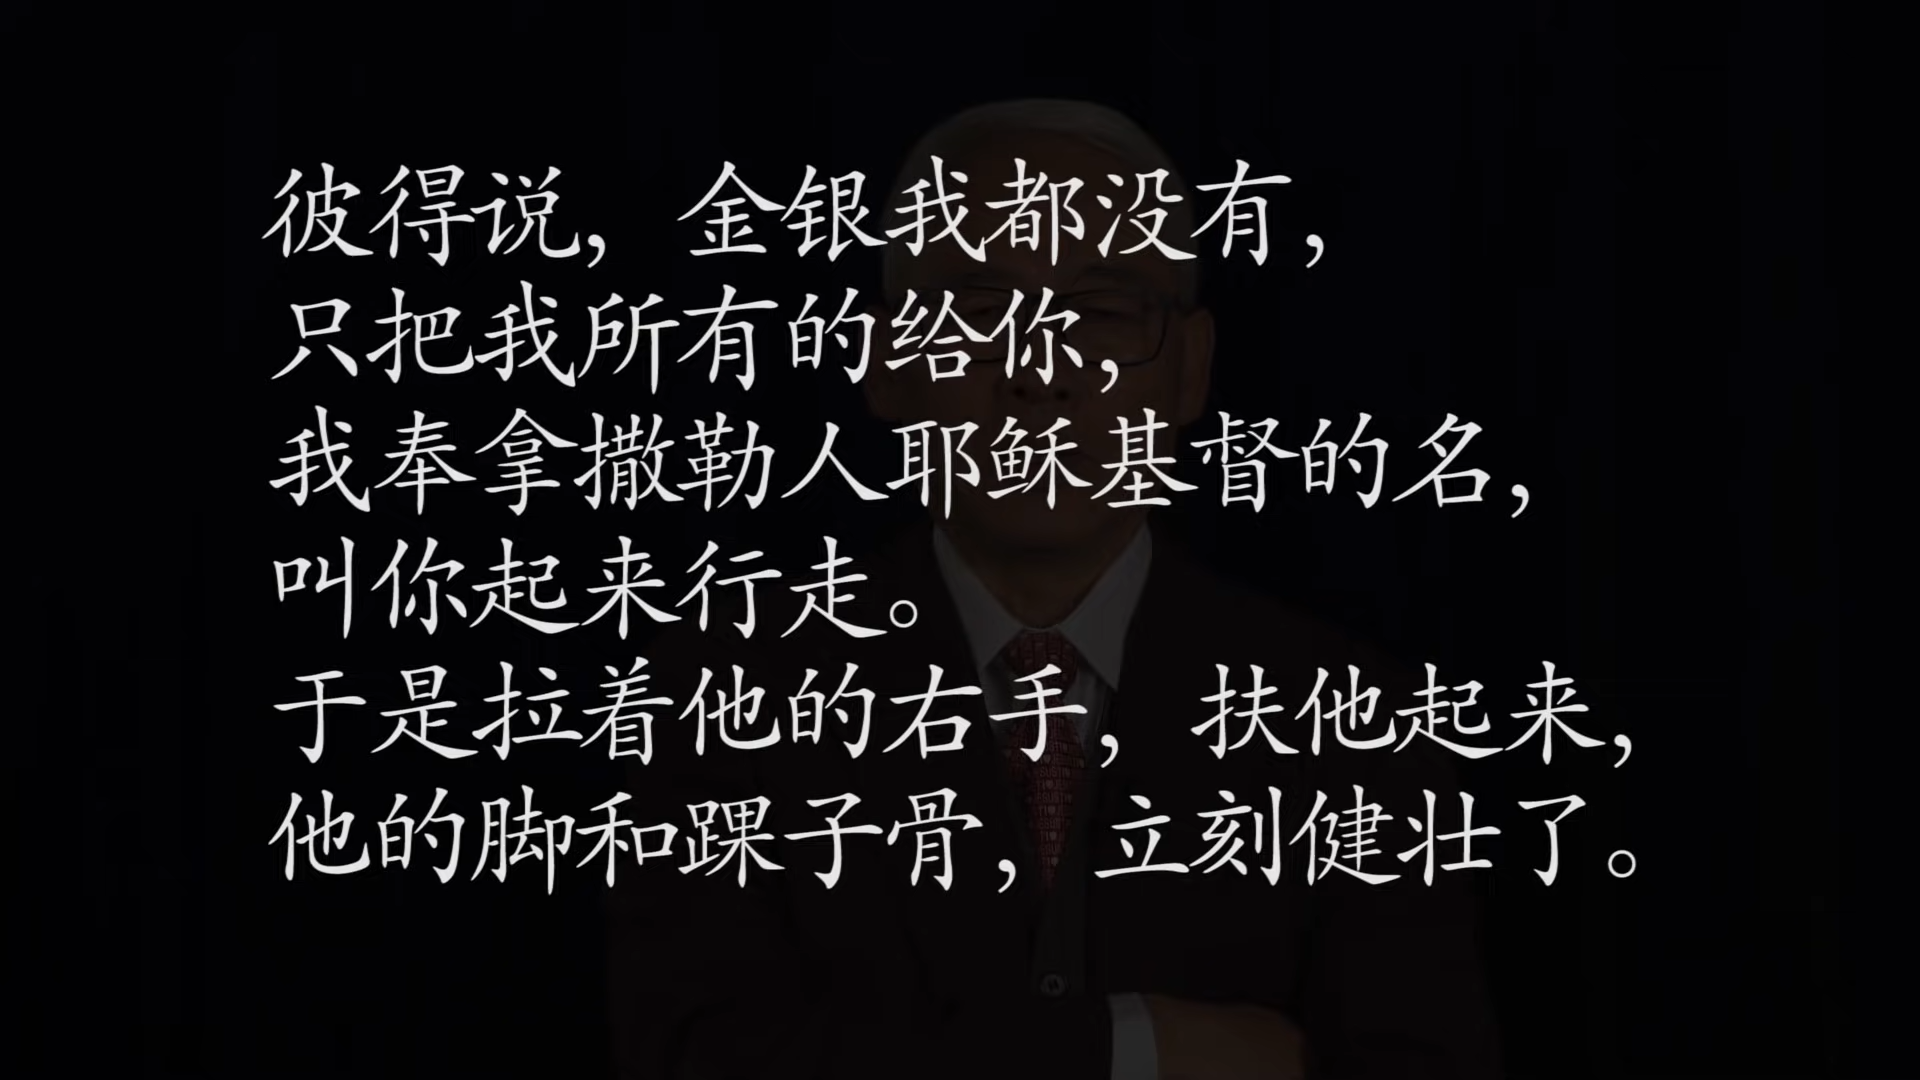 彼得说，金银我都没有，
只把我所有的给你，
我奉拿撒勒人耶稣基督的名，
叫你起来行走。
于是拉着他的右手，扶他起来，
他的脚和踝子骨，立刻健壮了。